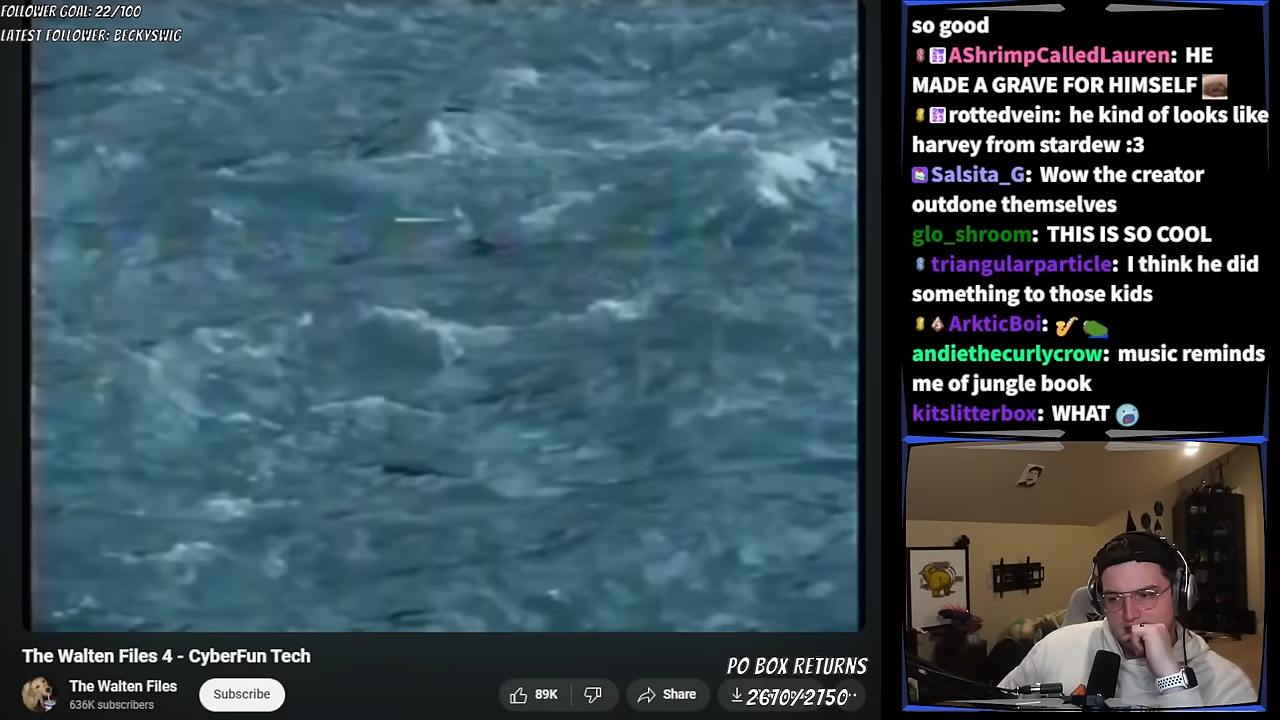 FOLLOWER GOAL: 22/100
LATEST FOLLOWER: BECKYSWIG
so good
AShrimpCalledLauren: HE
MADE A GRAVE FOR HIMSELF
rottedvein: he kind of looks like
harvey from stardew :3
Salsita_G: Wow the creator
outdone themselves
glo_shroom: THIS IS SO COOL
triangularparticle: I think he did
something to those kids
ArkticBoi:
andiethecurlycrow: music reminds
me of jungle book
kitslitterbox: WHAT
The Walten Files 4 - CyberFun Tech
The Walten Files
636K subscribers
Subscribe
89K
Share
PO BOX RETURNS
2670/2750